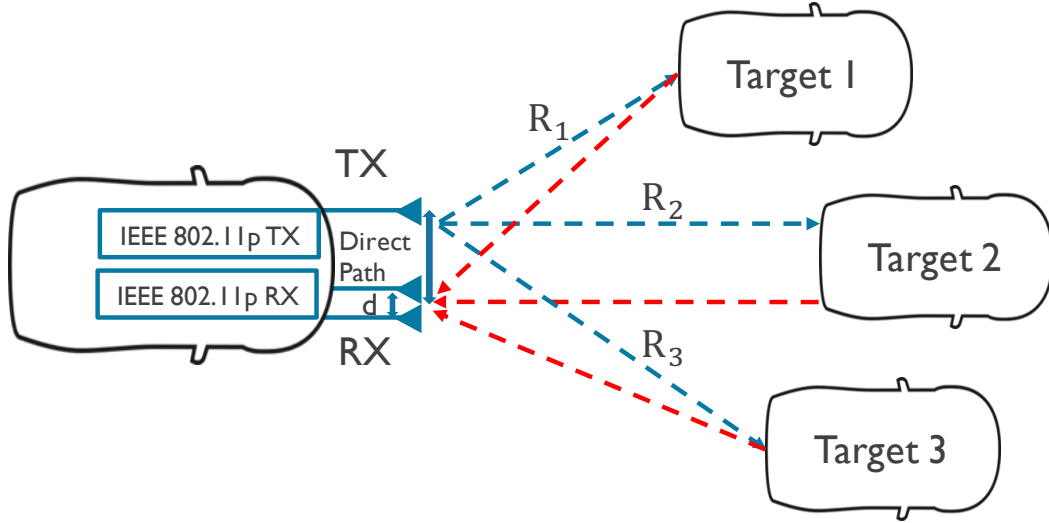 Target 1
R₁
TX
R₂
IEEE 802.11p TX
Direct
Path
Target 2
IEEE 802.11p RX
d
RX
R₃
Target 3